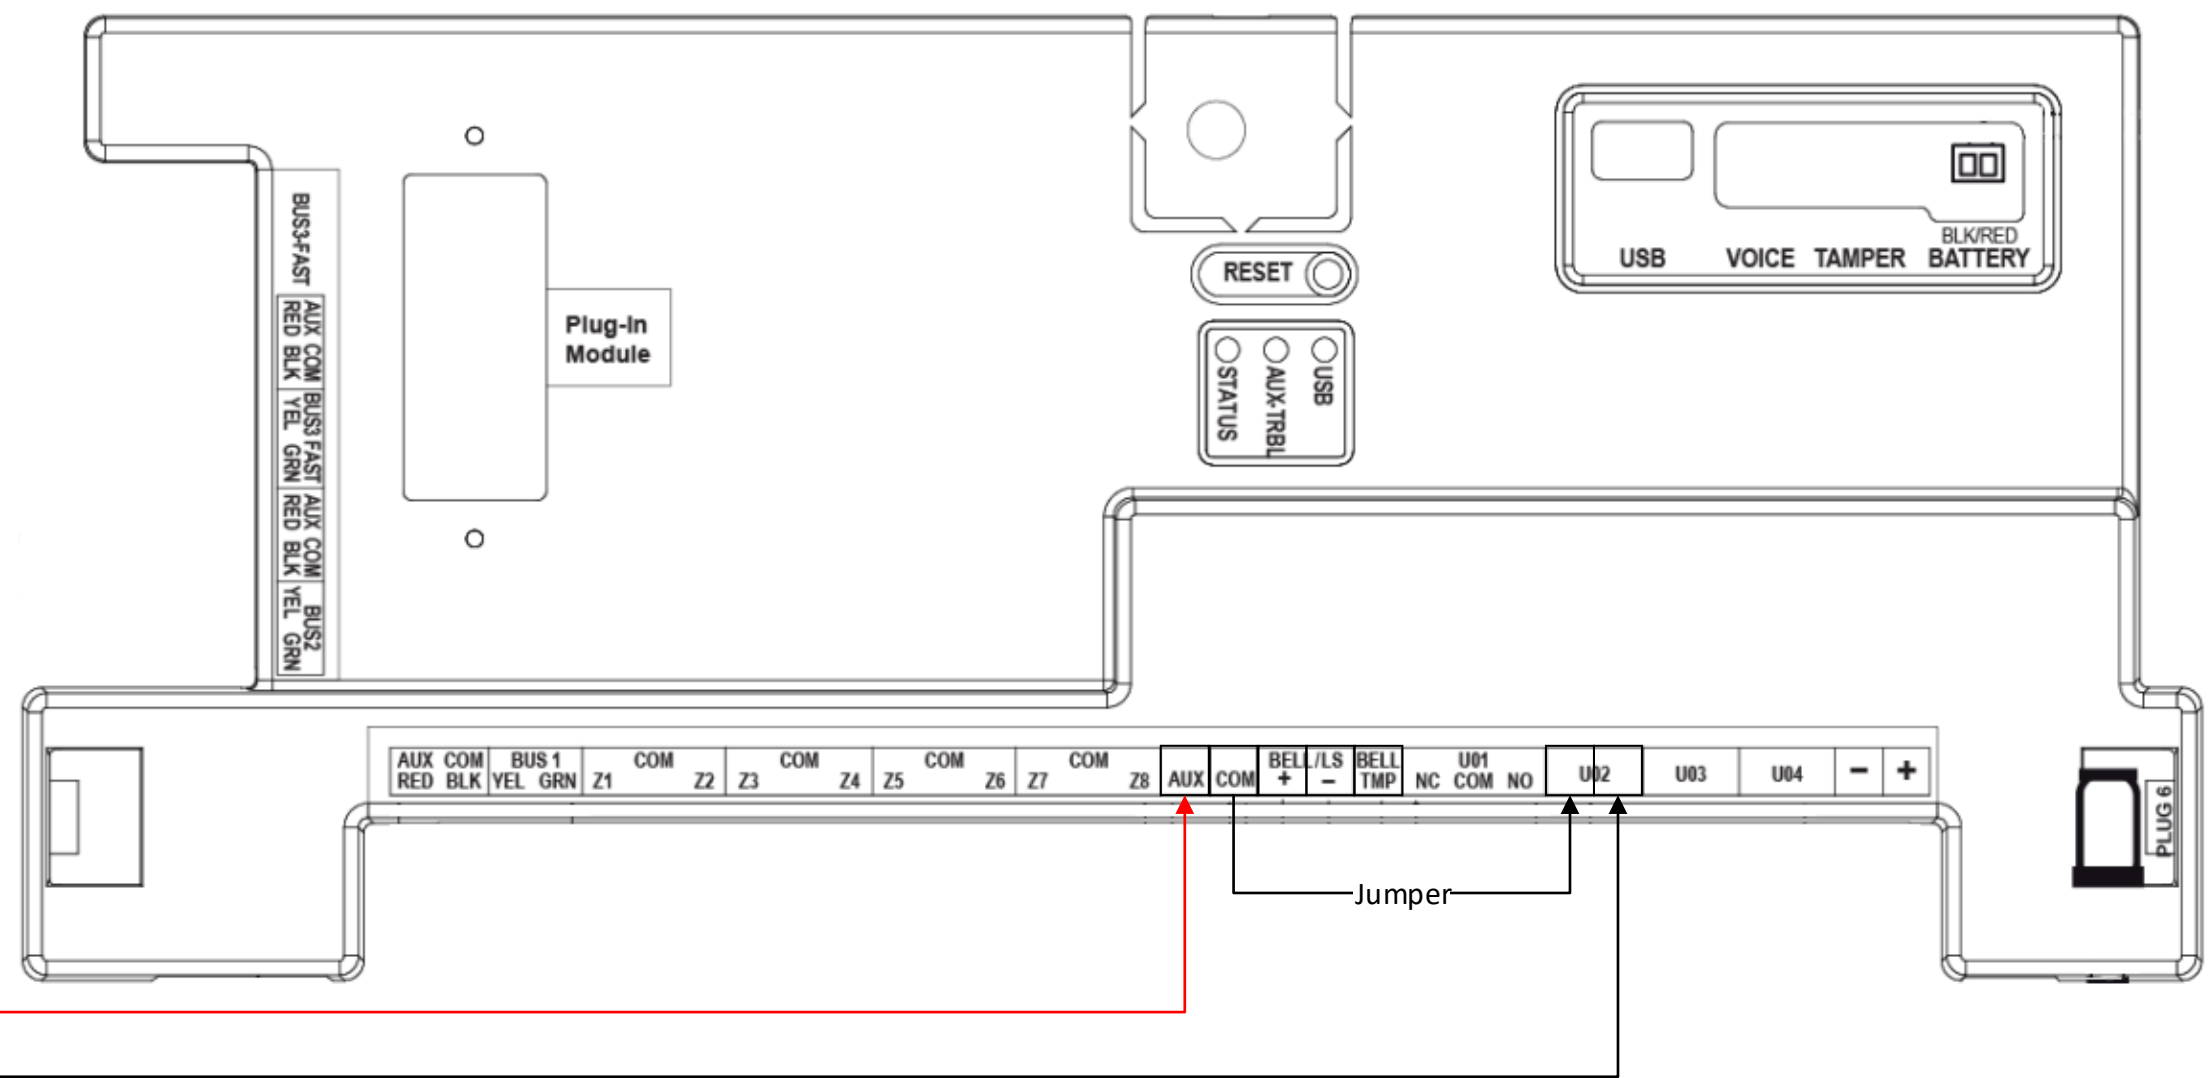 BLK/RED
USB VOICE TAMPER BATTERY
RESET
STATUS
AUX-TRBL
USB
Plug-In
Module
BUS3-FAST
AUX COM
RED BLK
BUS3 FAST
YEL GRN
AUX COM
RED BLK
BUS2
YEL GRN
AUX COM
RED BLK
BUS 1
YEL GRN
COM
Z1 Z2
COM
Z3 Z4
COM
Z5 Z6
COM
Z7 Z8
AUX
COM
BELL/LS
+ −
BELL
TMP
U01
NC COM NO
U02
U03
U04
− +
PLUG 6
Jumper